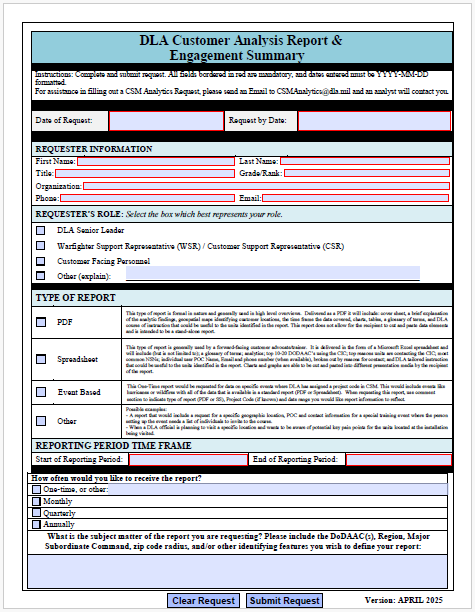 DLA Customer Analysis Report &
Engagement Summary
Instructions: Complete and submit request. All fields bordered in red are mandatory, and dates entered must be YYYY-MM-DD
formatted.
For assistance in filling out a CSM Analytics Request, please send an Email to CSMAnalytics@dla.mil and an analyst will contact you.
Date of Request:
Request by Date:
REQUESTER INFORMATION
First Name:
Last Name:
Title:
Grade/Rank:
Organization:
Phone:
Email:
REQUESTER'S ROLE: Select the box which best represents your role.
DLA Senior Leader
Warfighter Support Representative (WSR) / Customer Support Representative (CSR)
Customer Facing Personnel
Other (explain):
TYPE OF REPORT
PDF
This type of report is formal in nature and generally used in high level overviews. Delivered as a PDF it will include: cover sheet, a brief explanation
of the analytic findings, geospatial maps identifying customer locations, the time frame the data covered, charts, tables, a glossary of terms, and DLA
course of instruction that could be useful to the units identified in the report. This report does not allow for the recipient to cut and paste data elements
and is intended to be a stand-alone report.
Spreadsheet
This type of report is generally used by a forward-facing customer advocate/trainer. It is delivered in the form of a Microsoft Excel spreadsheet and
will include (but is not limited to); a glossary of terms; analytics; top 10-20 DODAAC's using the CIC; top reasons units are contacting the CIC; most
common NSNs; individual user POC Name, Email and phone number (when available), broken out by reasons for contact; and DLA tailored instruction
that could be useful to the units identified in the report. Charts and graphs are able to be cut and pasted into different presentation media by the recipient
of the report.
Event Based
This One-Time report would be requested for data on specific events where DLA has assigned a project code in CSM. This would include events like
hurricanes or wildfires with all of the data that is available in a standard report (PDF or Spreadsheet). When requesting this report, use comment
section to indicate type of report (PDF or SS), Project Code (if known) and date range you would like report information to reflect.
Other
Possible examples:
- A report that would include a request for a specific geographic location, POC and contact information for a special training event where the person
setting up the event needs a list of individuals to invite to the course.
- When a DLA official is planning to visit a specific location and wants to be aware of potential key pain points for the units located at the installation
being visited.
REPORTING PERIOD TIME FRAME
Start of Reporting Period:
End of Reporting Period:
How often would you like to receive the report?
One-time, or other:
Monthly
Quarterly
Annually
What is the subject matter of the report you are requesting? Please include the DoDAAC(s), Region, Major
Subordinate Command, zip code radius, and/or other identifying features you wish to define your report:
Clear Request
Submit Request
Version: APRIL 2025